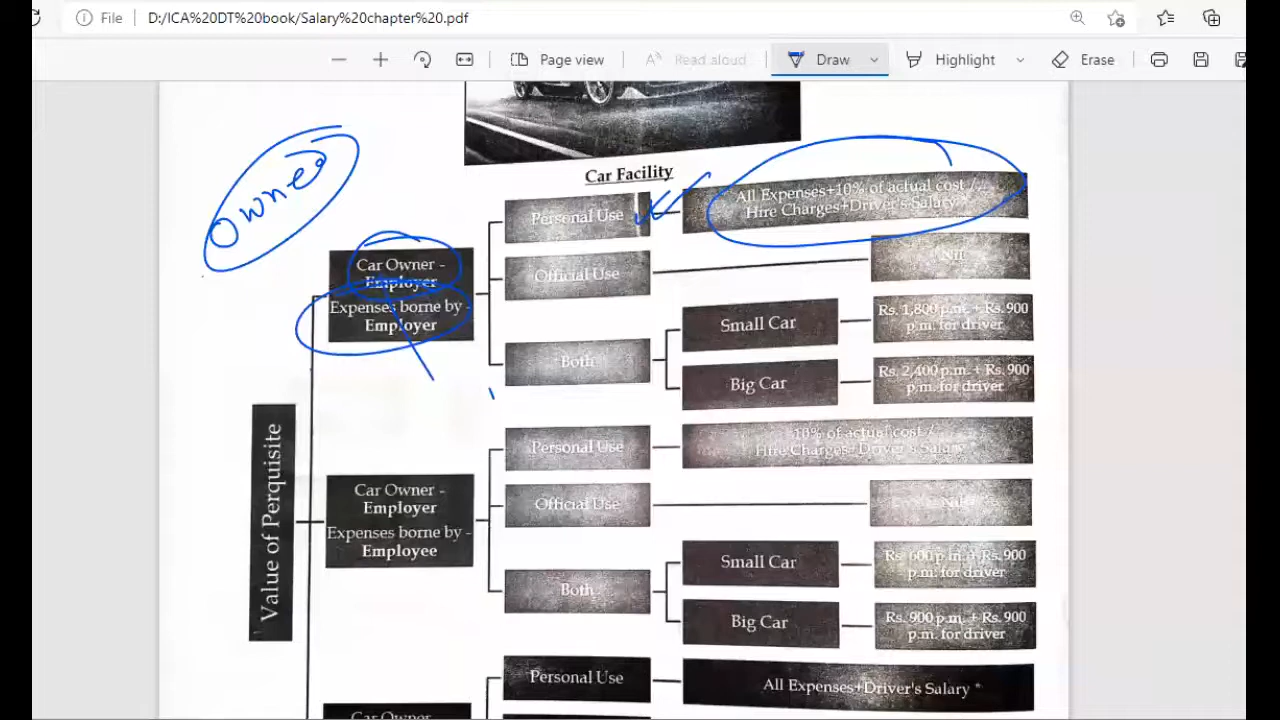 File
D:/ICA%20DT%20book/Salary%20chapter%20.pdf
Page view
Read aloud
Draw
Highlight
Erase
Owner
Car Facility
Personal Use
All Expenses+10% of actual cost /
Hire Charges+Driver's Salary *
Car Owner -
Employer
Expenses borne by -
Employer
Official Use
Nil
Both
Small Car
Rs. 1,800 p.m. + Rs. 900
p.m. for driver
Big Car
Rs. 2,400 p.m. + Rs. 900
p.m. for driver
Value of Perquisite
Car Owner -
Employer
Expenses borne by -
Employee
Personal Use
10% of actual cost /
Hire Charges+Driver's Salary
Official Use
Both
Small Car
Rs. 600 p.m. + Rs. 900
p.m. for driver
Big Car
Rs. 900 p.m. + Rs. 900
p.m. for driver
Personal Use
All Expenses+Driver's Salary *
Car Owner